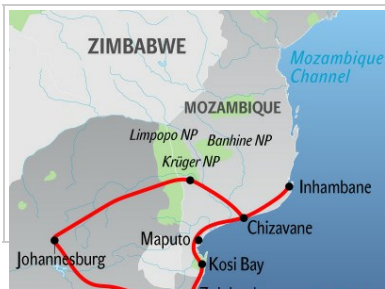 ZIMBABWE
Mozambique
Channel
MOZAMBIQUE
Limpopo NP
Banhine NP
Krüger NP
Inhambane
Chizavane
Maputo
Johannesburg
Kosi Bay